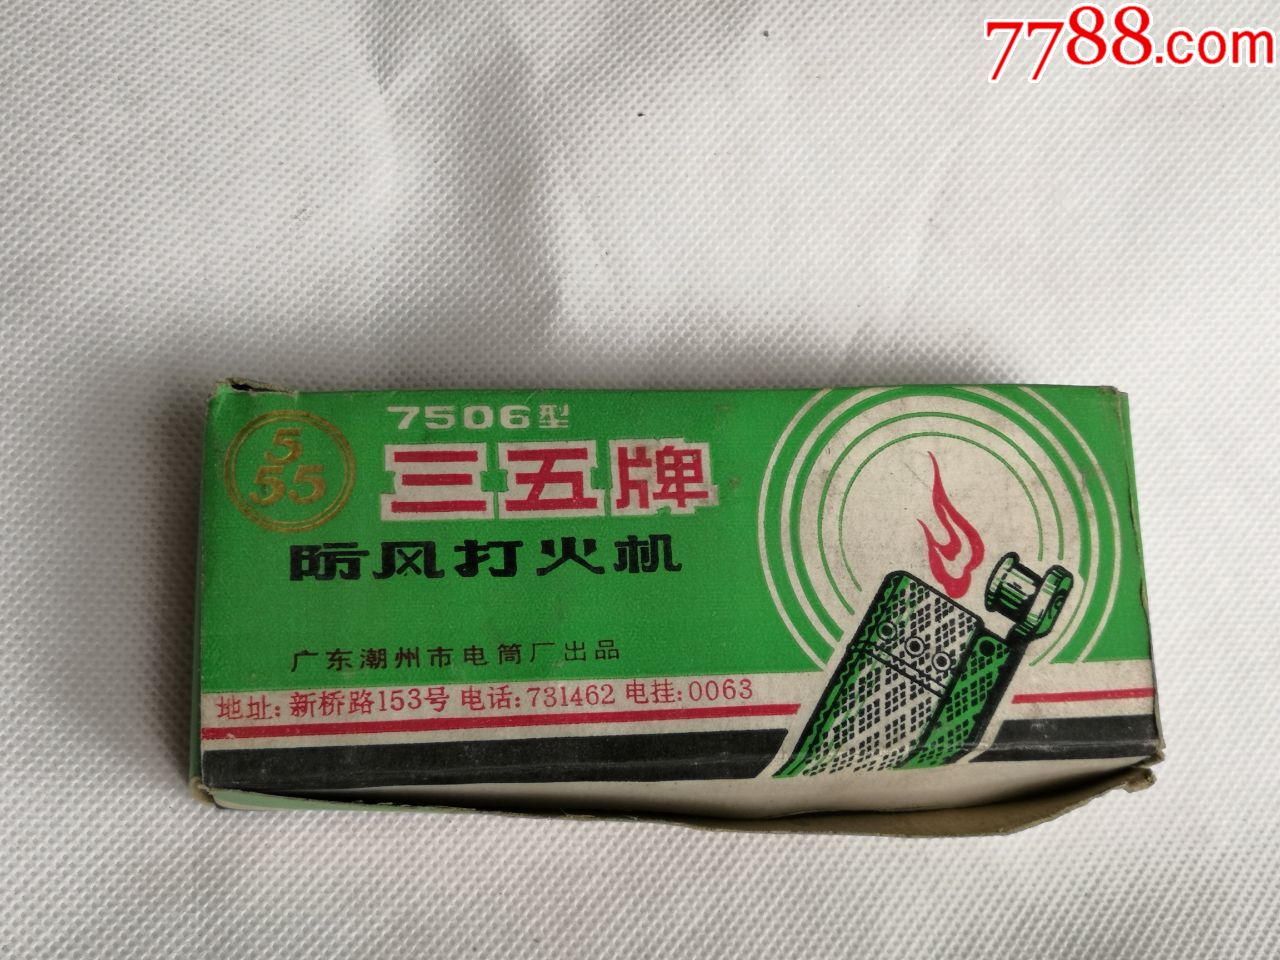 7788.com
7506型
5
55
三五牌
防风打火机
广东潮州市电筒厂出品
地址:新桥路153号 电话:731462 电挂:0063